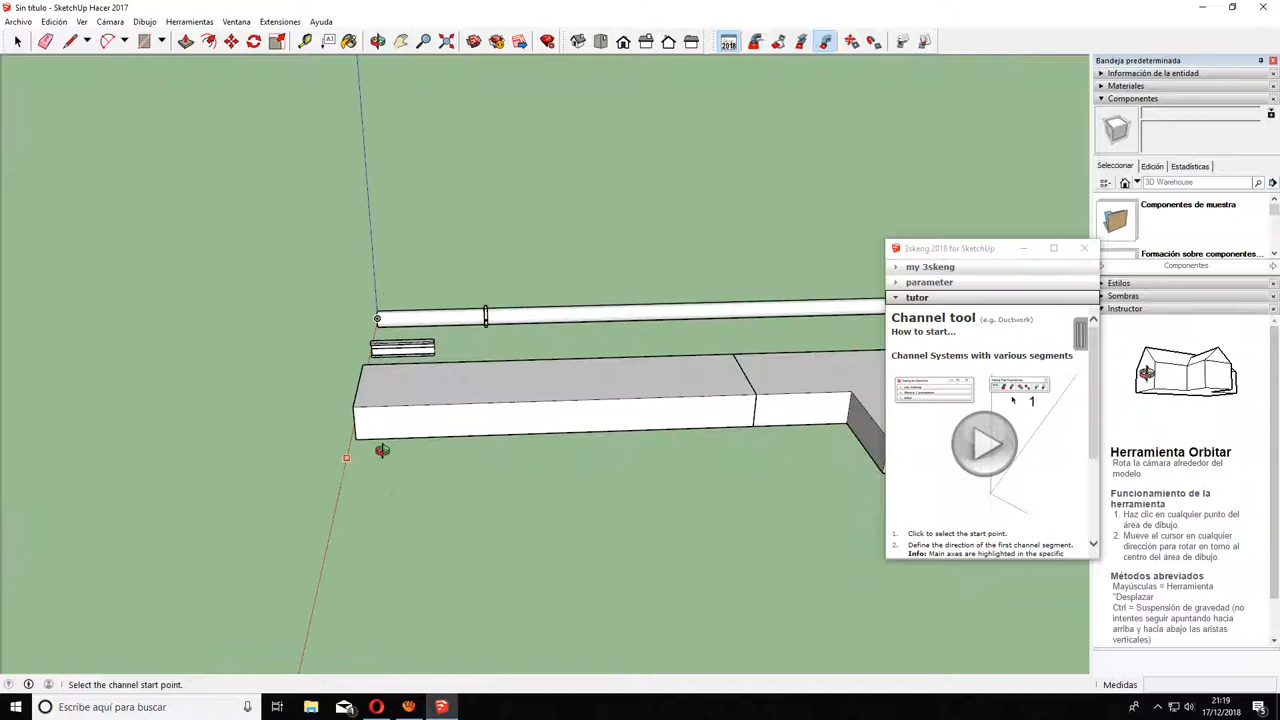 Sin título - SketchUp Hacer 2017
Archivo Edición Ver Cámara Dibujo Herramientas Ventana Extensiones Ayuda
2018
Bandeja predeterminada
Información de la entidad
Materiales
Componentes
Seleccionar Edición Estadísticas
3D Warehouse
Componentes de muestra
Formación sobre componentes...
Componentes
Estilos
Sombras
Instructor
Herramienta Orbitar
Rota la cámara alrededor del
modelo.
Funcionamiento de la
herramienta
1. Haz clic en cualquier punto del
área de dibujo.
2. Mueve el cursor en cualquier
dirección para rotar en torno al
centro del área de dibujo.
Métodos abreviados
Mayúsculas = Herramienta
"Desplazar
Ctrl = Suspensión de gravedad (no
intentes seguir apuntando hacia
arriba y hacia abajo las aristas
verticales)
3skeng 2018 for SketchUp
my 3skeng
parameter
tutor
Channel tool (e.g. Ductwork)
How to start...
Channel Systems with various segments
1
1. Click to select the start point.
2. Define the direction of the first channel segment.
Info: Main axes are highlighted in the specific
Select the channel start point.
Medidas
Escribe aquí para buscar
21:19
17/12/2018